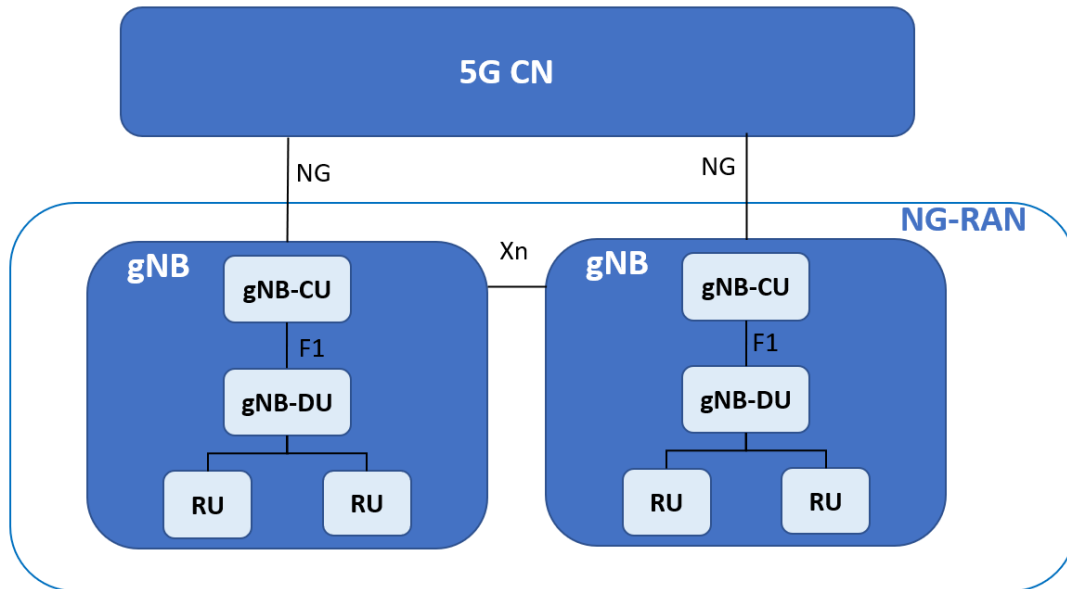 5G CN
NG
NG
NG-RAN
gNB
Xn
gNB
gNB-CU
gNB-CU
F1
F1
gNB-DU
gNB-DU
RU
RU
RU
RU